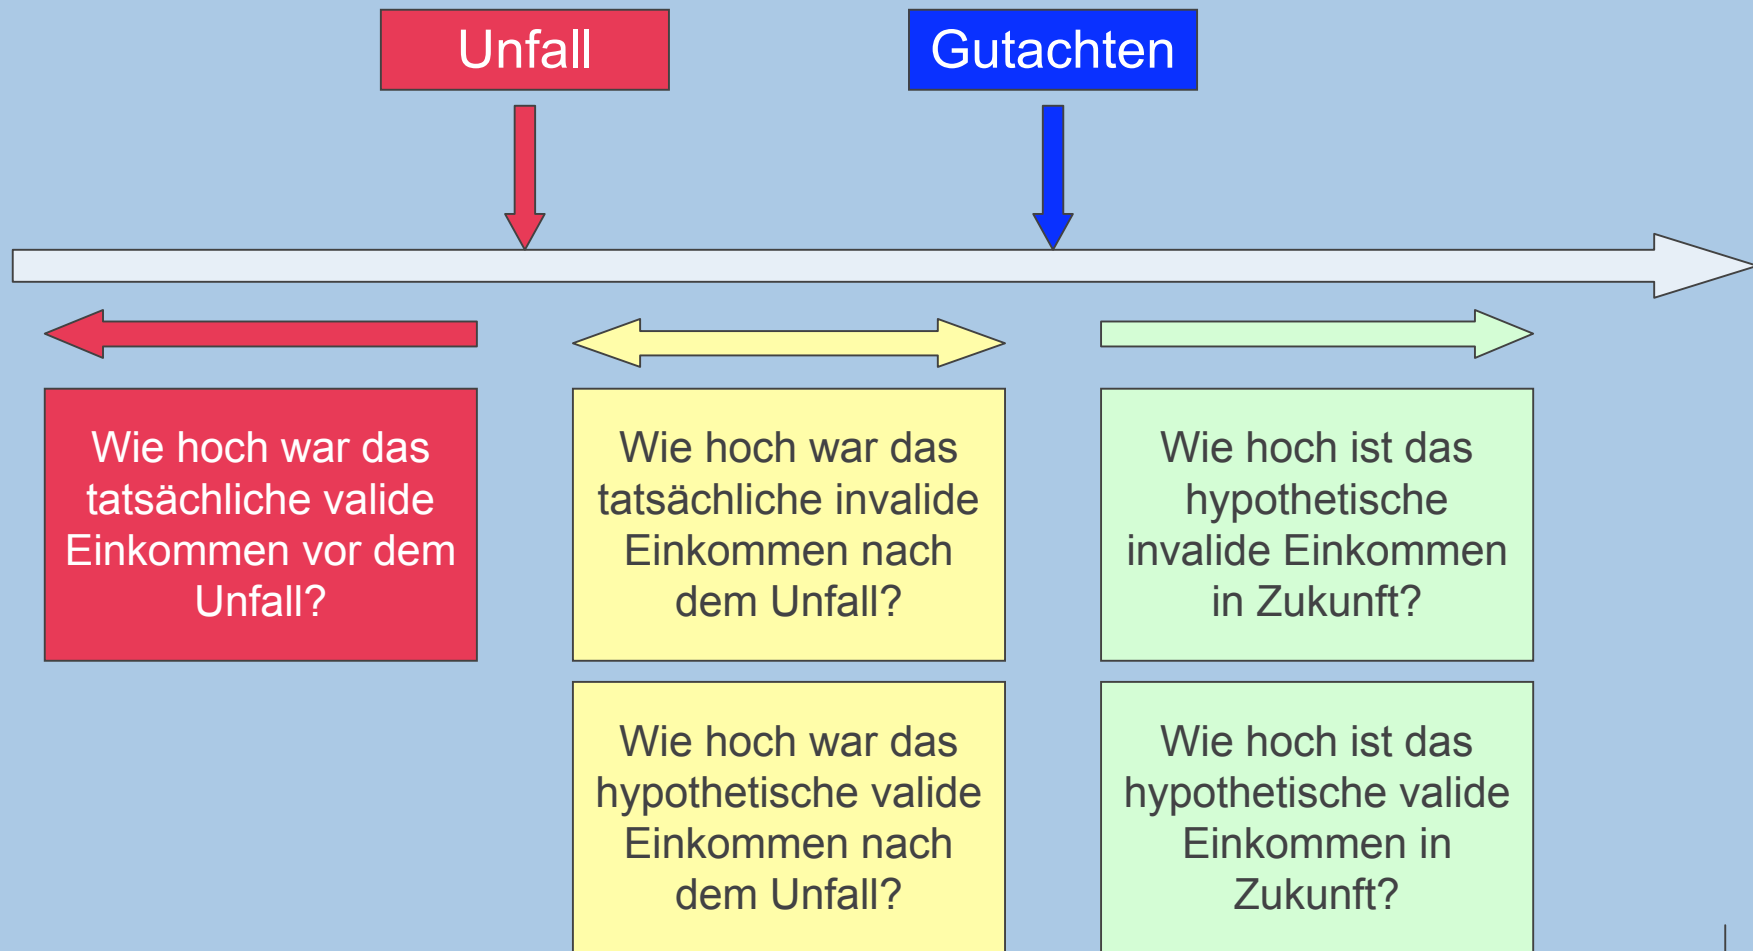 Unfall
Gutachten
Wie hoch war das
tatsächliche valide
Einkommen vor dem
Unfall?
Wie hoch war das
tatsächliche invalide
Einkommen nach
dem Unfall?
Wie hoch ist das
hypothetische
invalide Einkommen
in Zukunft?
Wie hoch war das
hypothetische valide
Einkommen nach
dem Unfall?
Wie hoch ist das
hypothetische valide
Einkommen in
Zukunft?